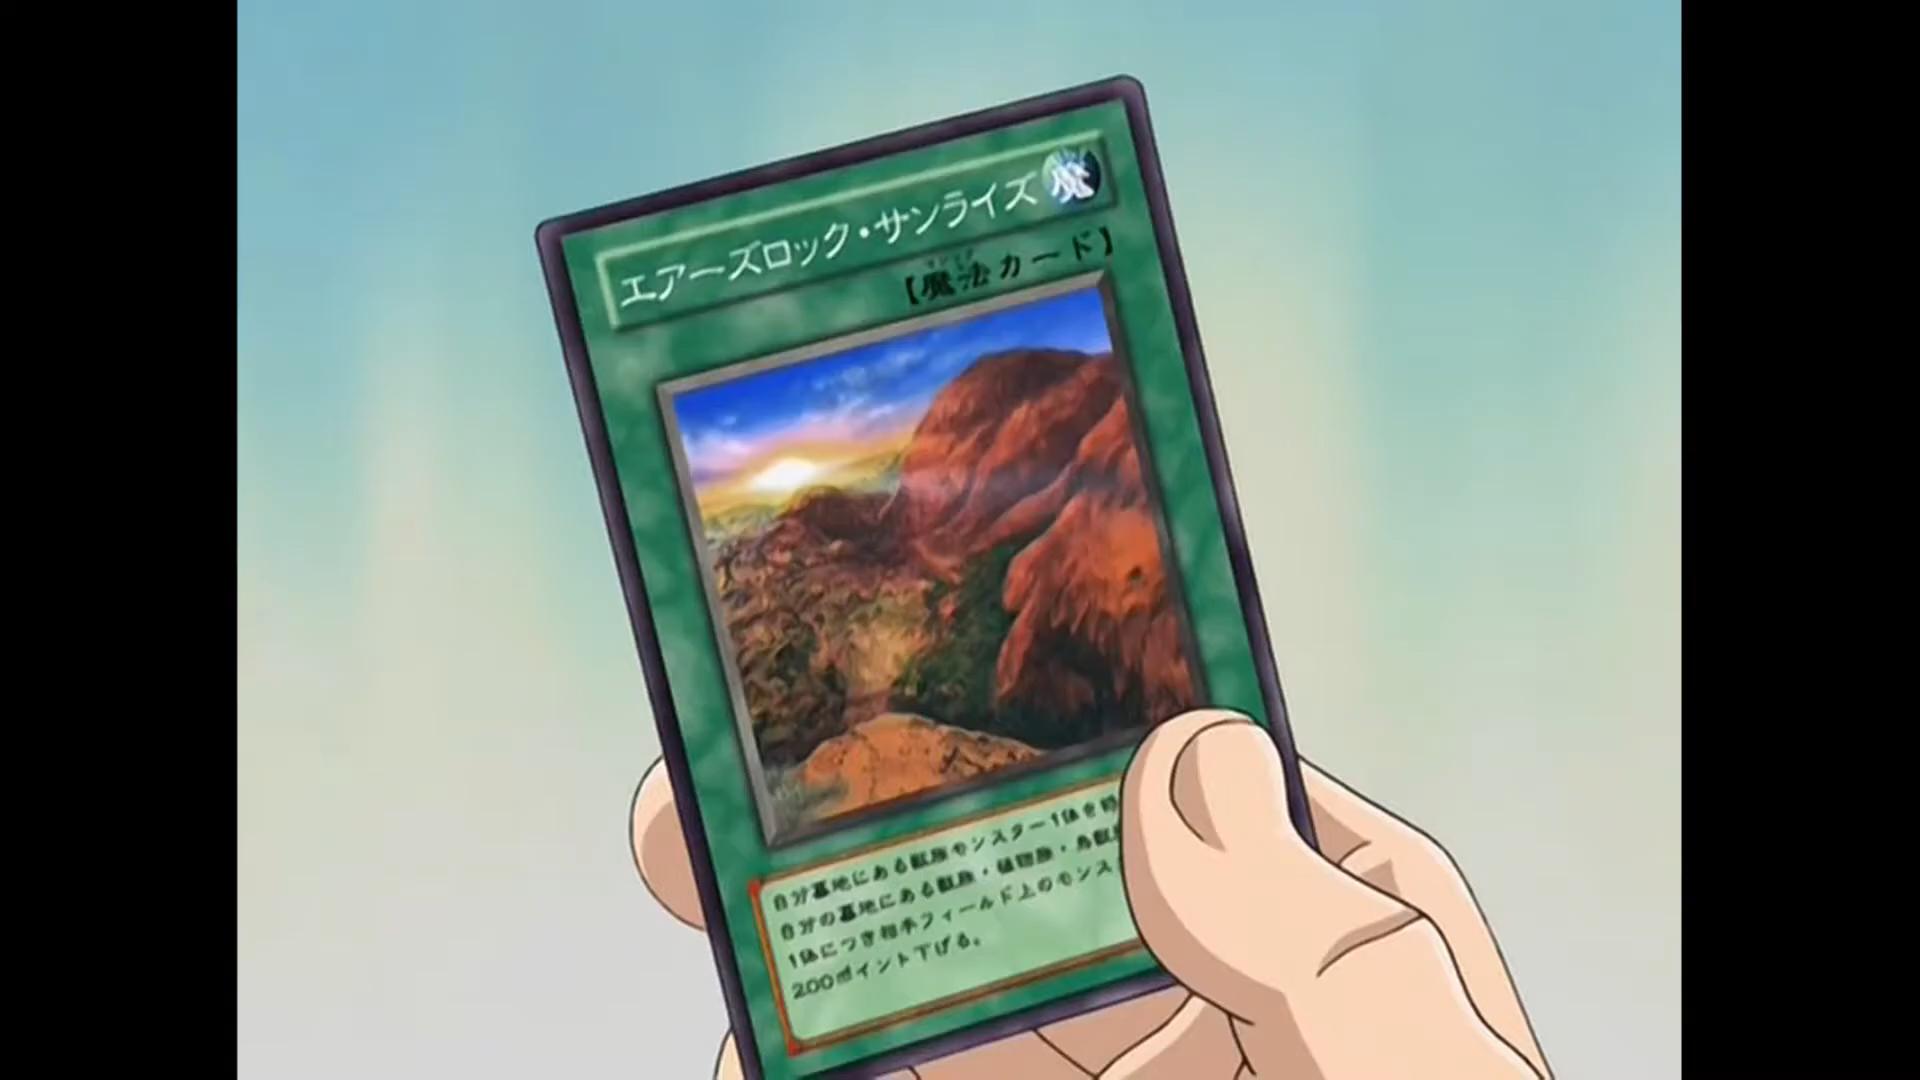 エアーズロック・サンライズ 魔
【魔法カード】
自分墓地にある獣族モンスター1体を特
自分の墓地にある獣族・植物族・鳥獣
1体につき相手フィールド上のモンス
200ポイント下げる。